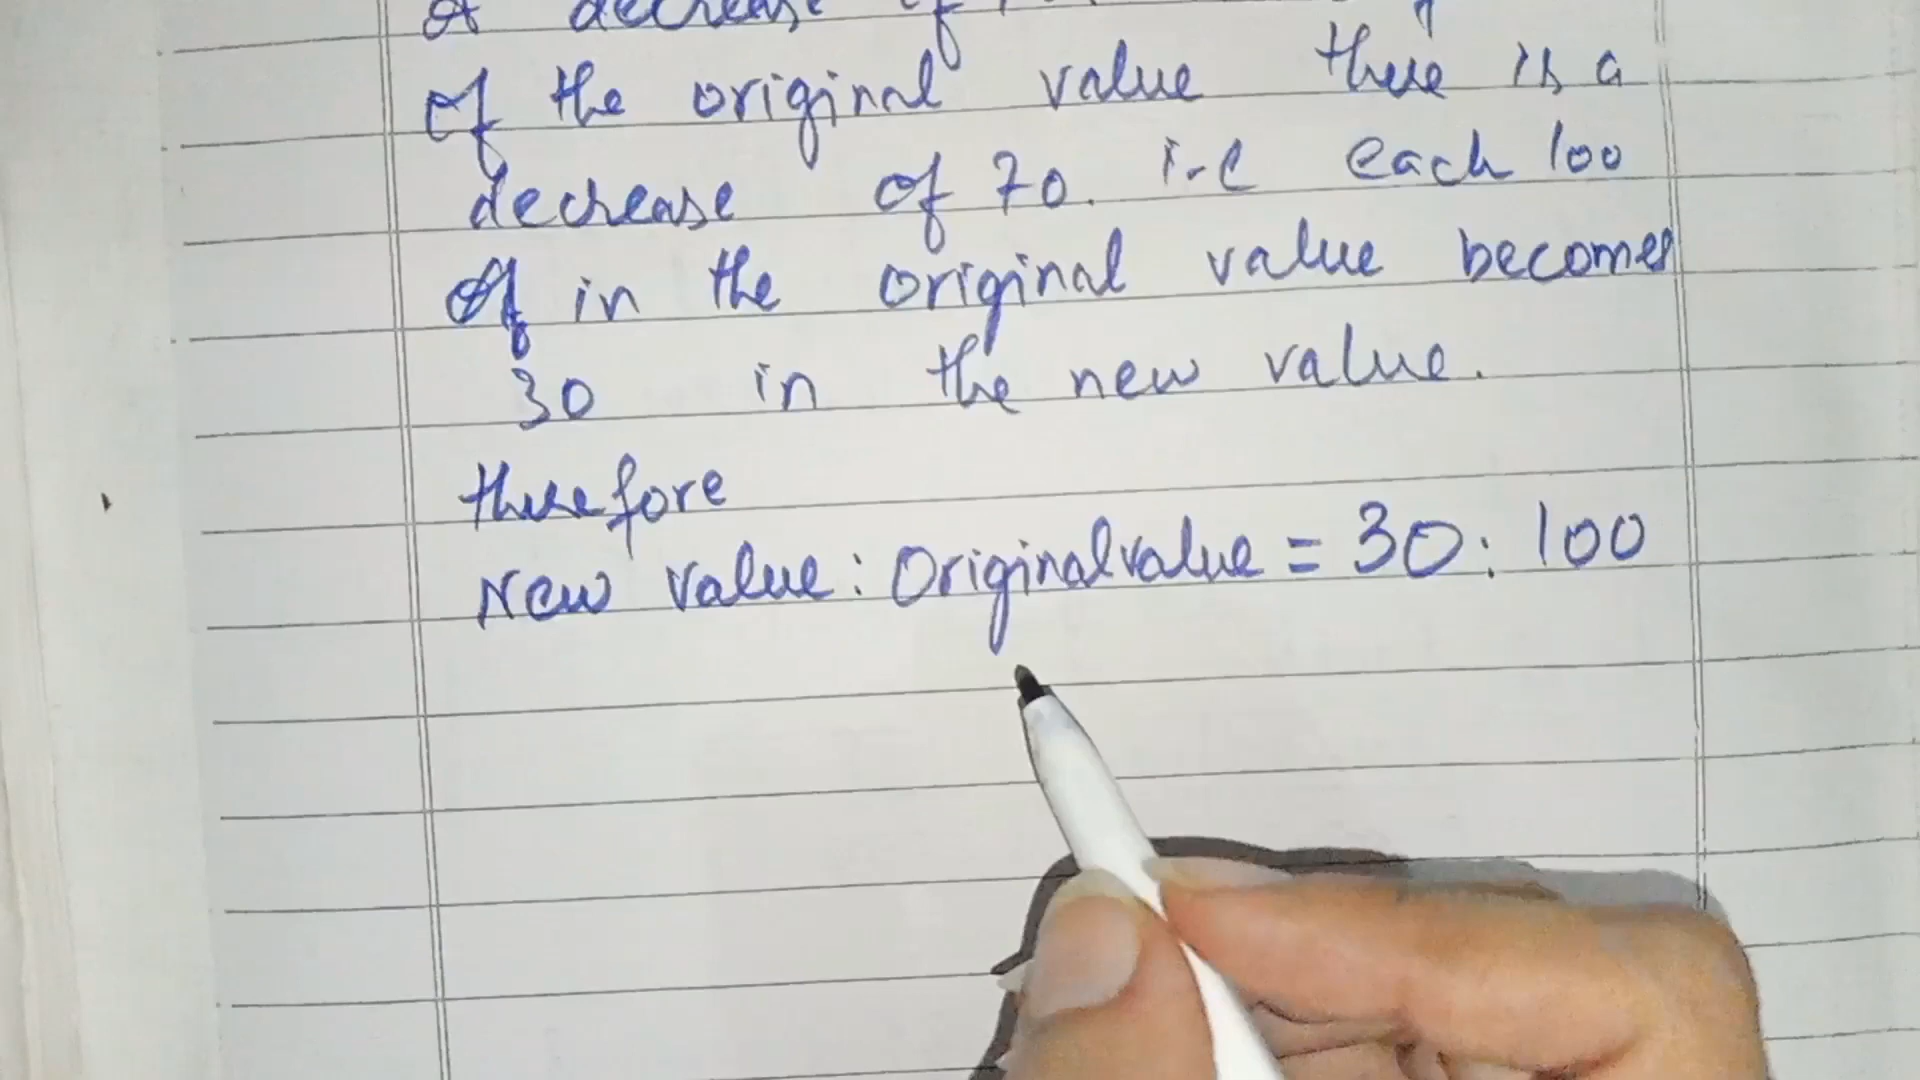 A decrease of
of the original value there is a
decrease of 70. i.e each 100
in the original value becomes
30 in the new value.
therefore
New value: Original value = 30: 100